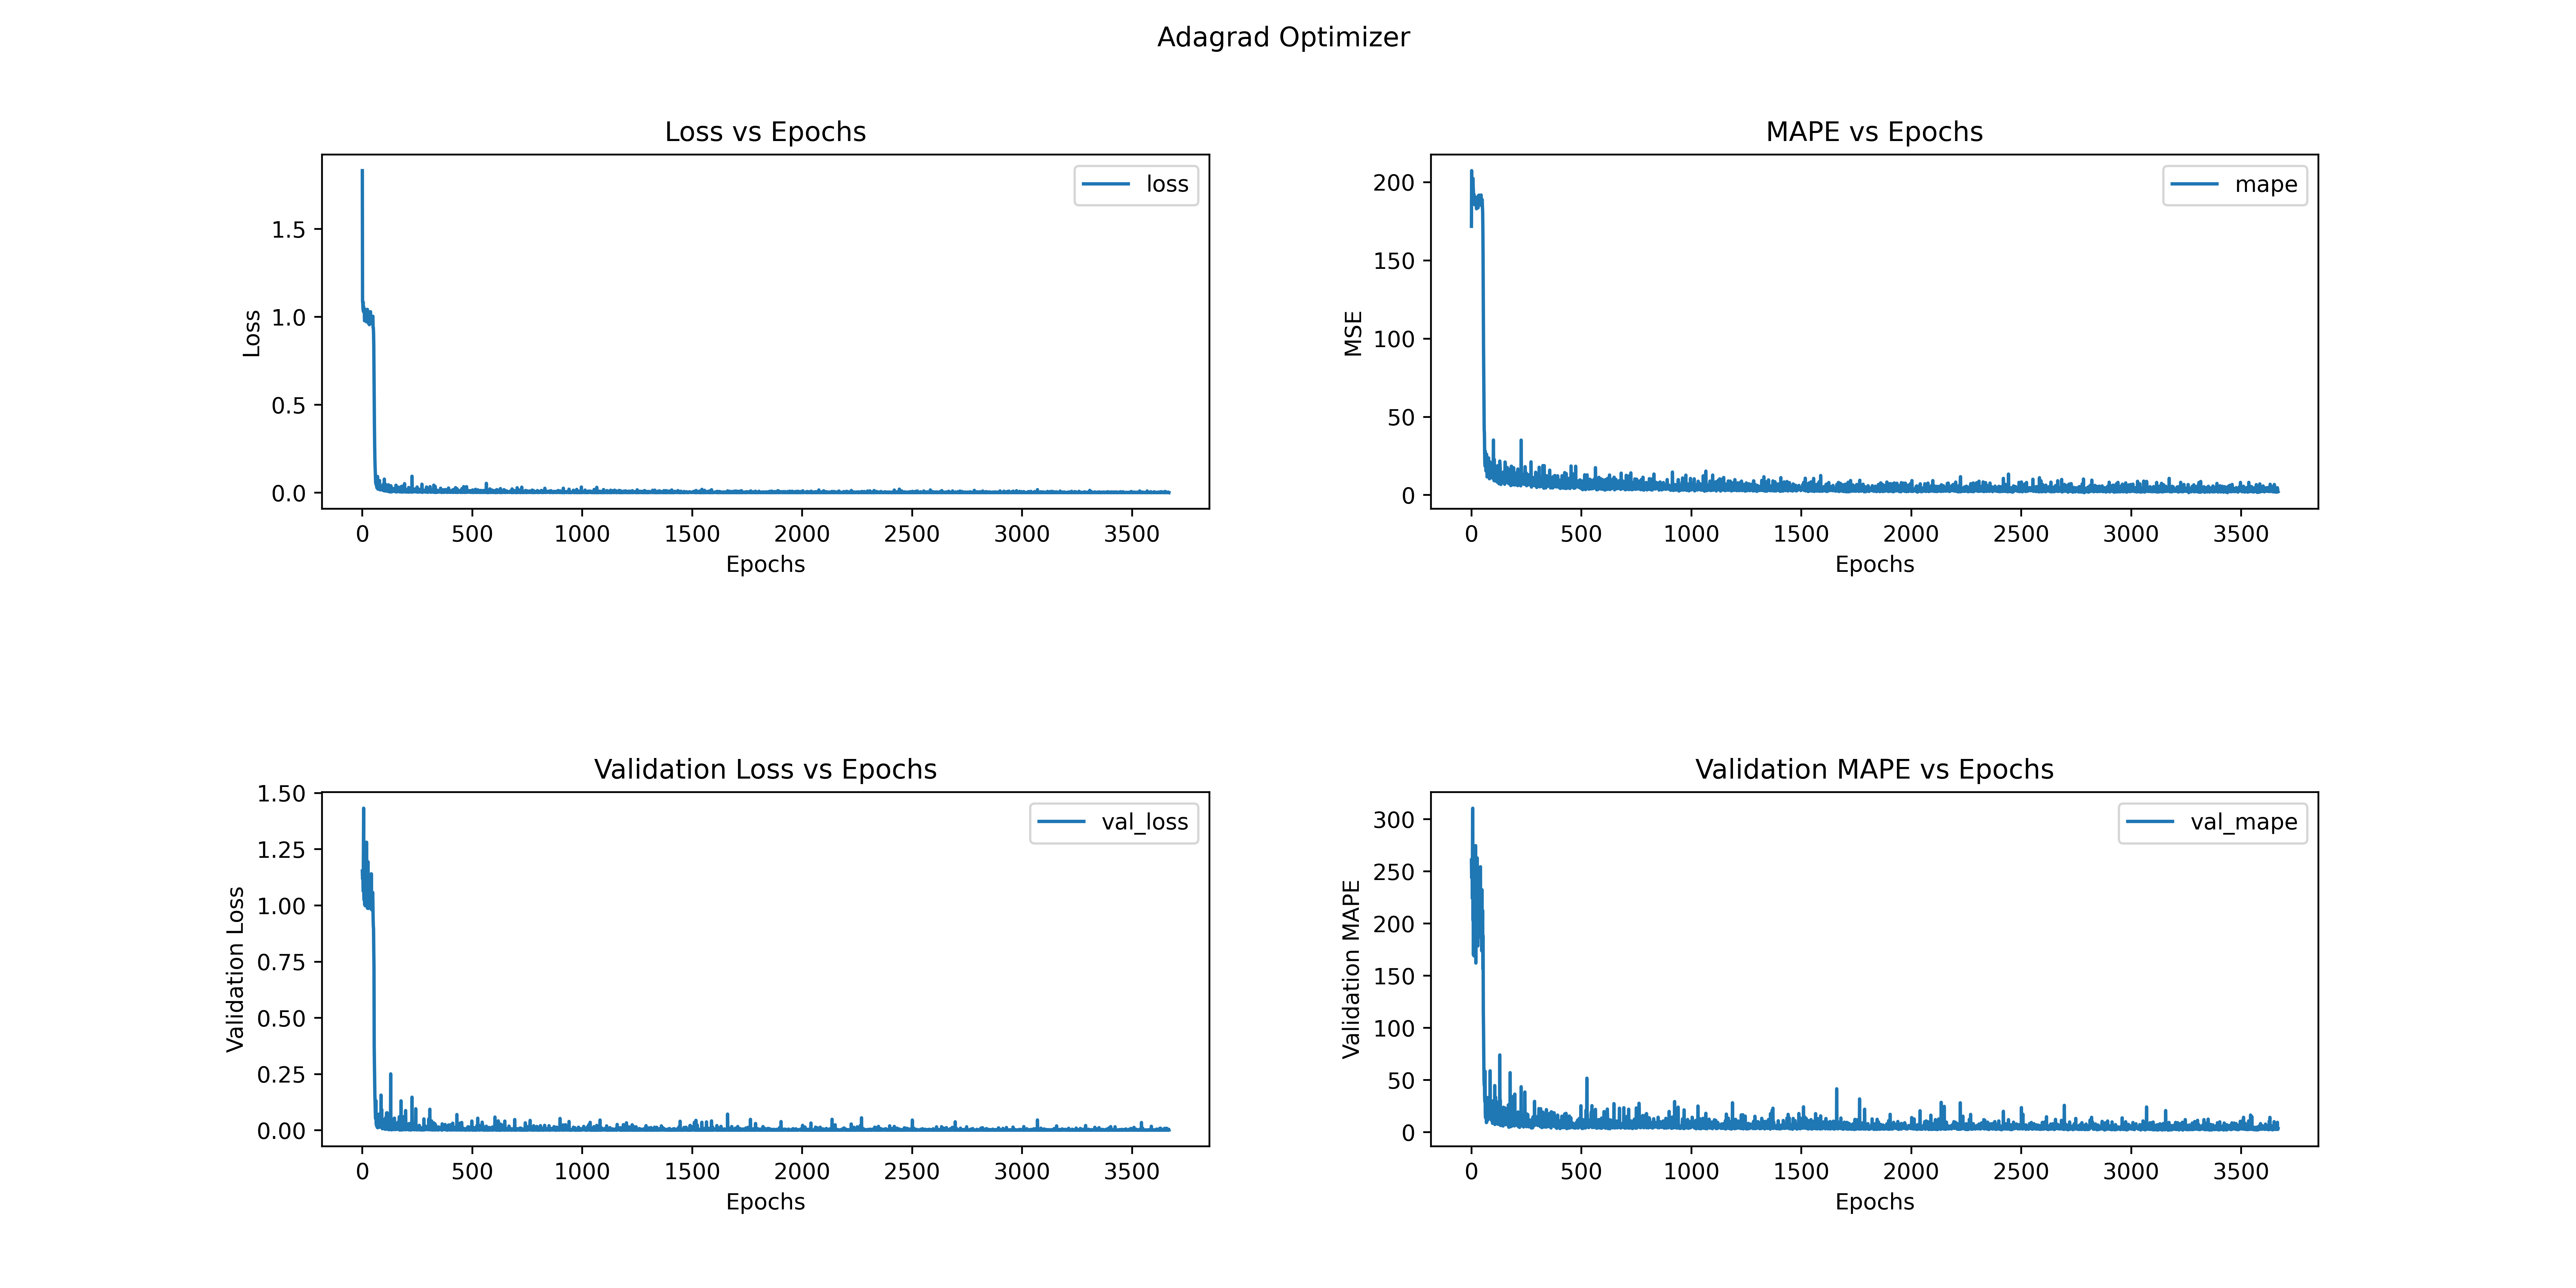 Adagrad Optimizer
Loss vs Epochs
loss
1.5
1.0
0.5
0.0
Loss
0 500 1000 1500 2000 2500 3000 3500
Epochs
MAPE vs Epochs
mape
200
150
100
50
0
MSE
0 500 1000 1500 2000 2500 3000 3500
Epochs
Validation Loss vs Epochs
val_loss
1.50
1.25
1.00
0.75
0.50
0.25
0.00
Validation Loss
0 500 1000 1500 2000 2500 3000 3500
Epochs
Validation MAPE vs Epochs
val_mape
300
250
200
150
100
50
0
Validation MAPE
0 500 1000 1500 2000 2500 3000 3500
Epochs